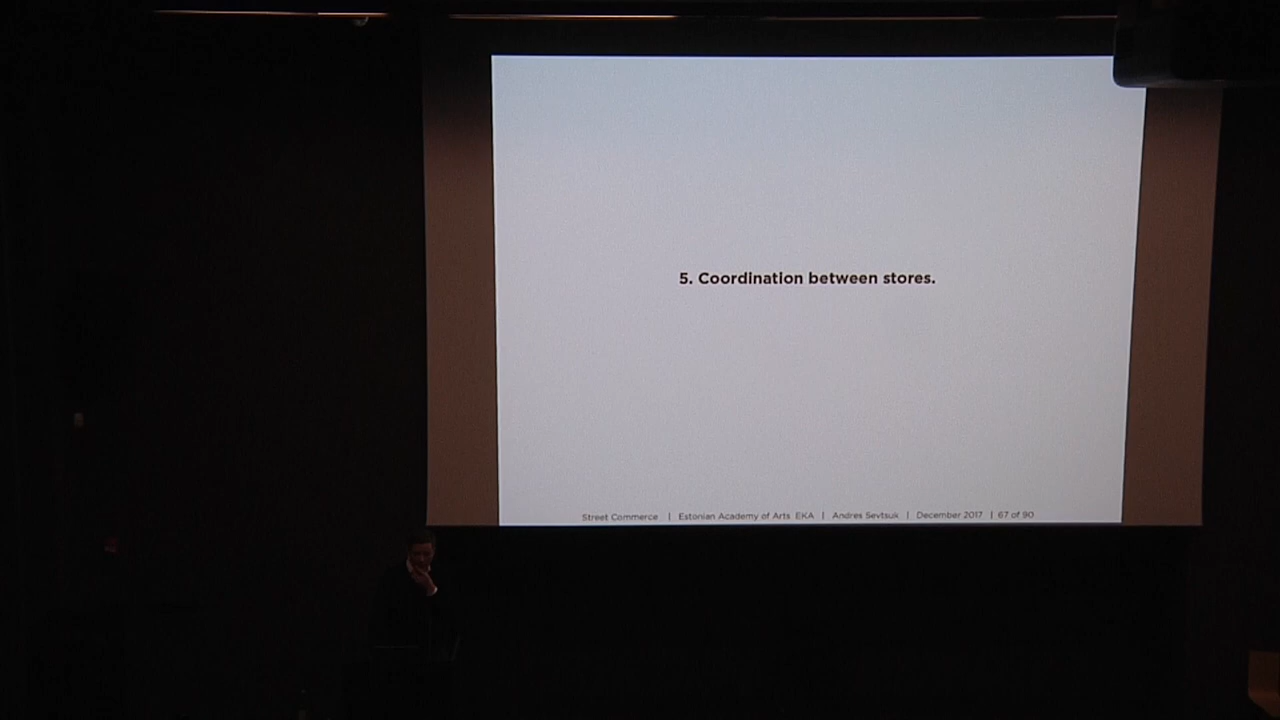 5. Coordination between stores.
Street Commerce | Estonian Academy of Arts EKA | Andres Sevtsuk | December 2017 | 67 of 90